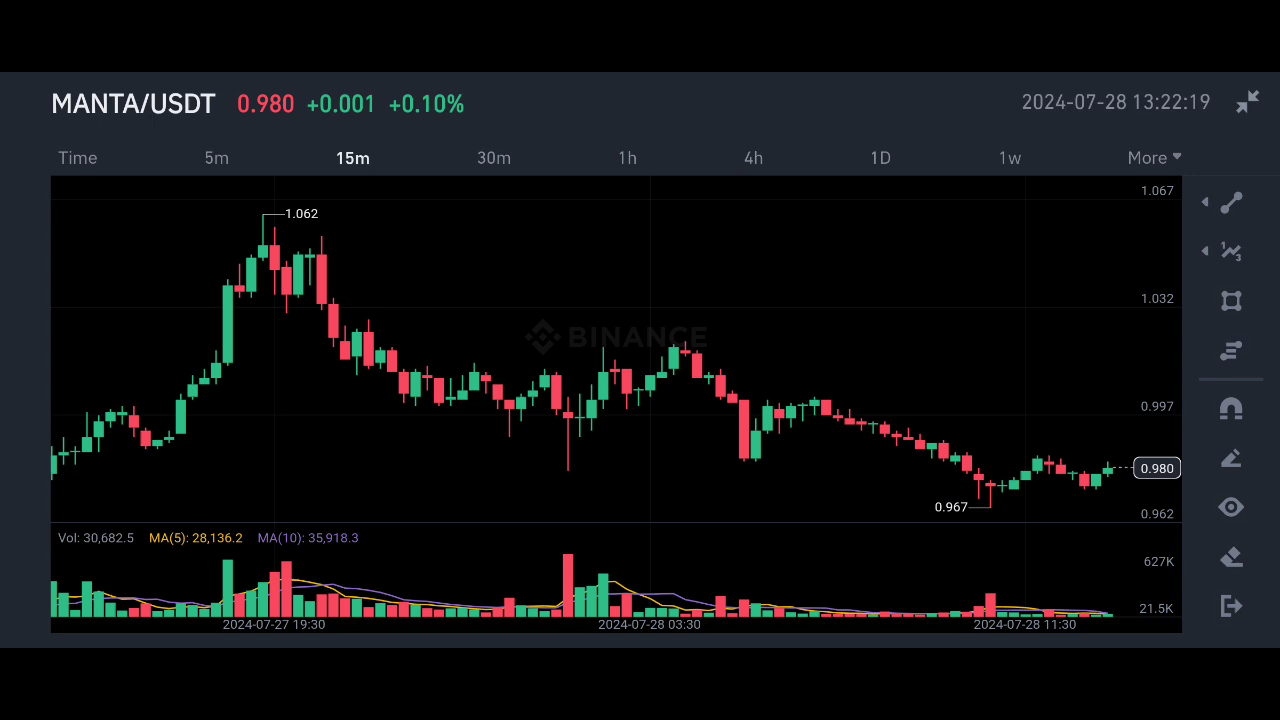 MANTA/USDT 0.980 +0.001 +0.10% 2024-07-28 13:22:19
Time 5m 15m 30m 1h 4h 1D 1w More
1.067
1.062
1.032
BINANCE
0.997
0.980
0.967
0.962
Vol: 30,682.5 MA(5): 28,136.2 MA(10): 35,918.3
627K
21.5K
2024-07-27 19:30 2024-07-28 03:30 2024-07-28 11:30